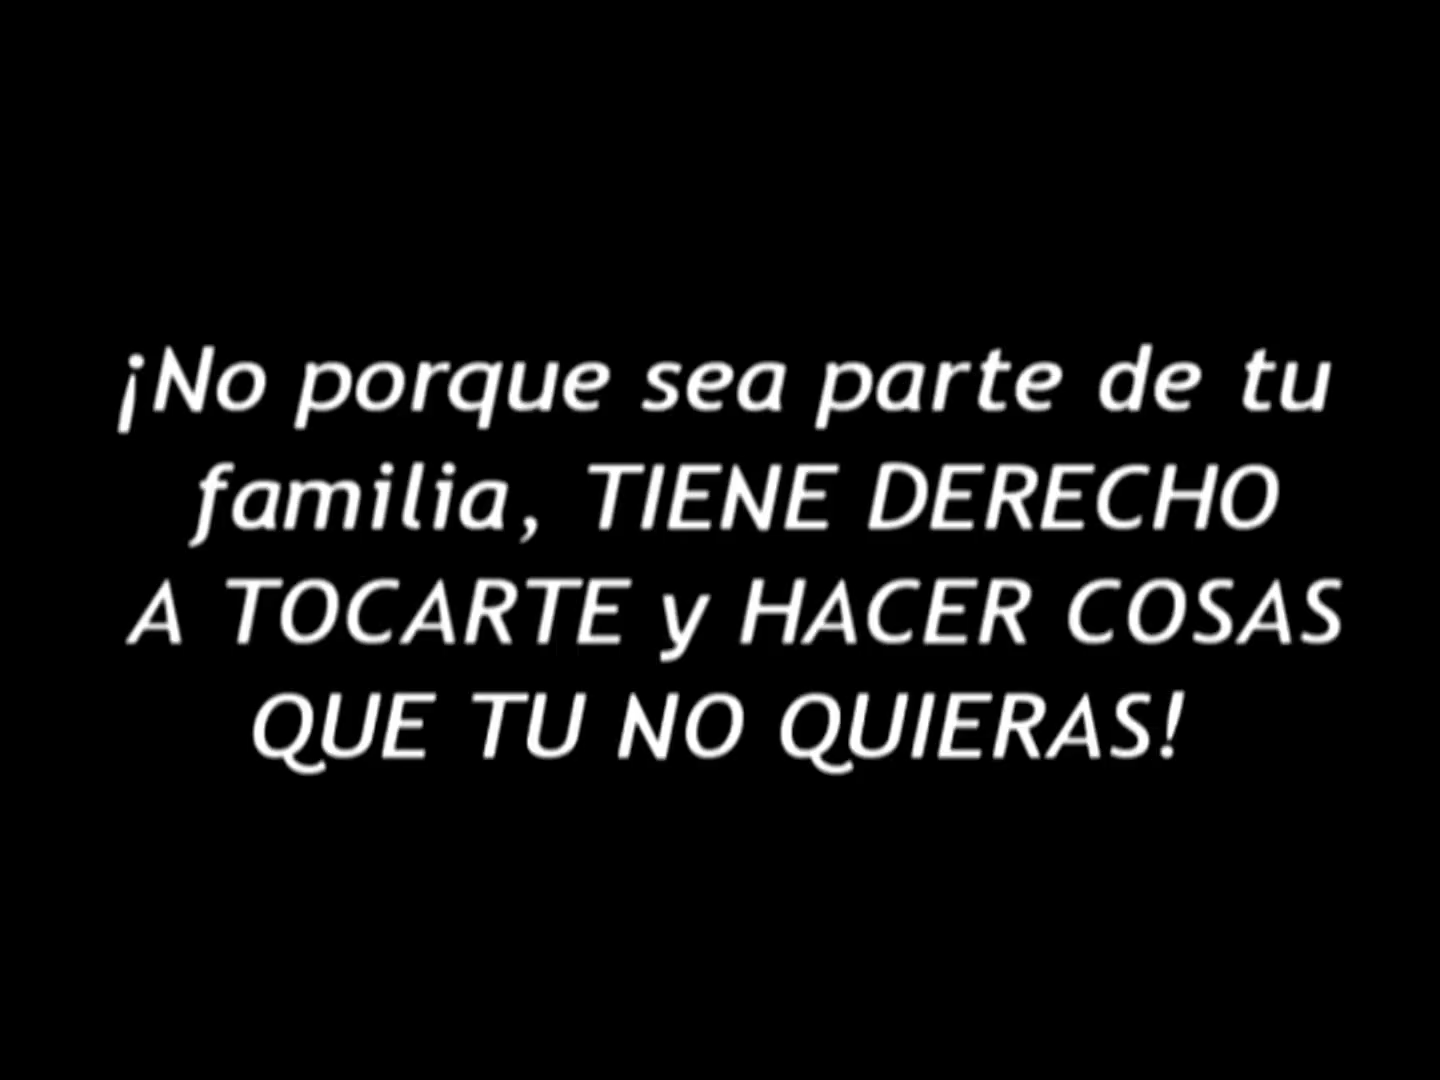 ¡No porque sea parte de tu
familia, TIENE DERECHO
A TOCARTE y HACER COSAS
QUE TU NO QUIERAS!